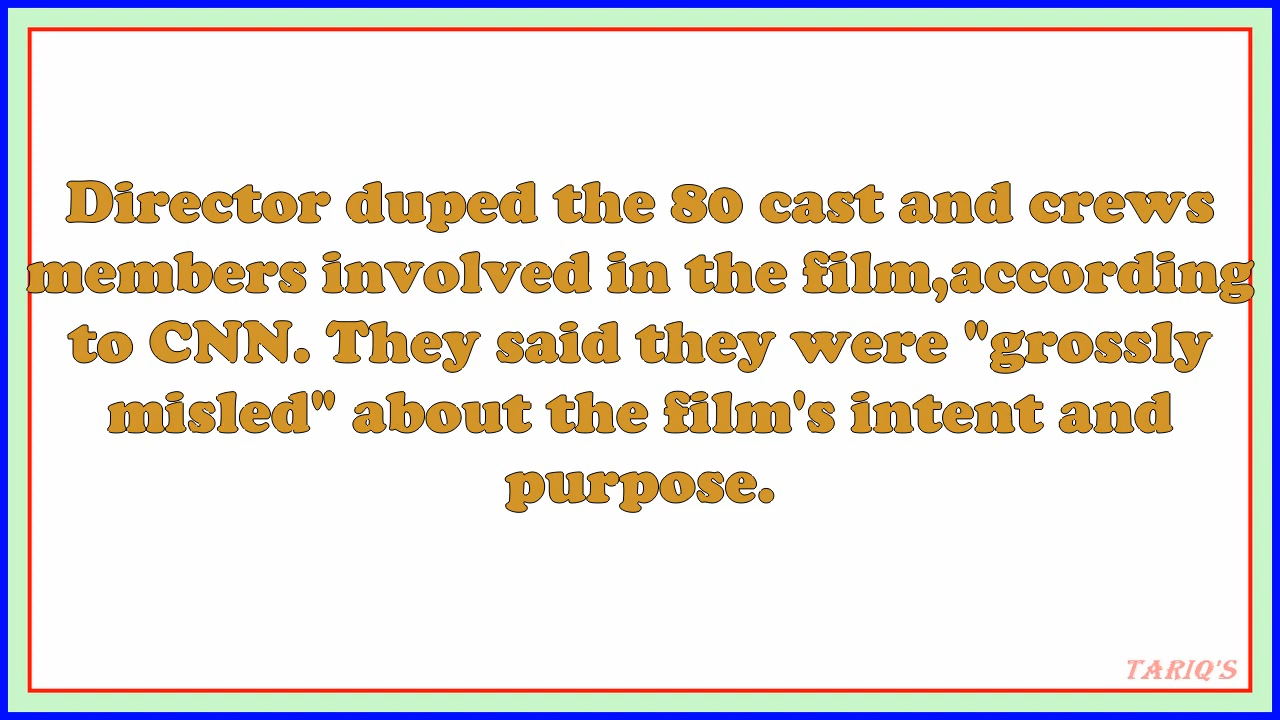 Director duped the 80 cast and crews
members involved in the film,according
to CNN. They said they were "grossly
misled" about the film's intent and
purpose.
TARIQ'S